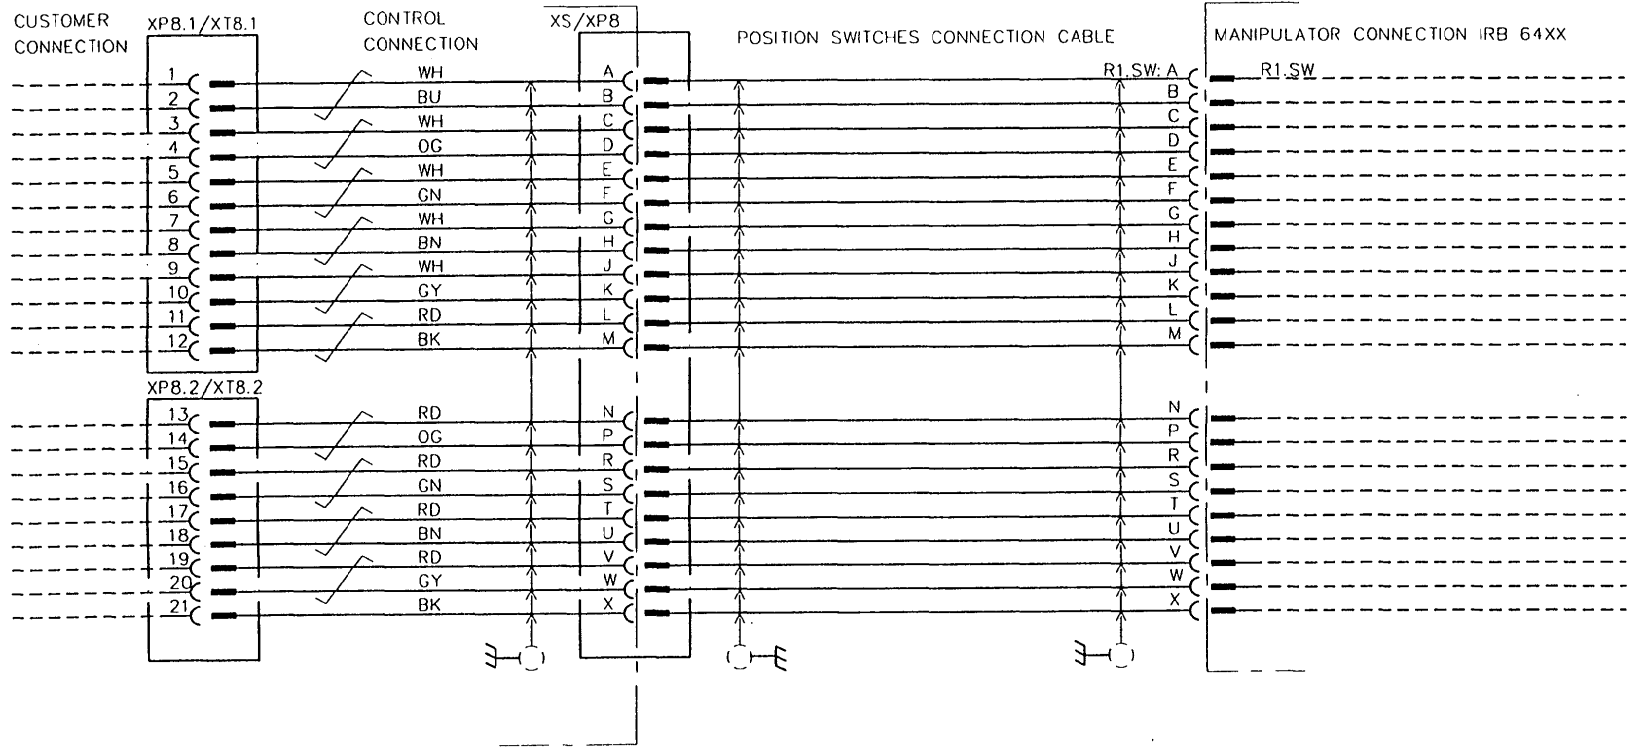 CUSTOMER CONNECTION
XP8.1/XT8.1
CONTROL CONNECTION
XS/XP8
POSITION SWITCHES CONNECTION CABLE
MANIPULATOR CONNECTION IRB 64XX
1 WH A R1.SW: A R1.SW
2 BU B B
3 WH C C
4 OG D D
5 WH E E
6 GN F F
7 WH G G
8 BN H H
9 WH J J
10 GY K K
11 RD L L
12 BK M M
XP8.2/XT8.2
13 RD N N
14 OG P P
15 RD R R
16 GN S S
17 RD T T
18 BN U U
19 RD V V
20 GY W W
21 BK X X